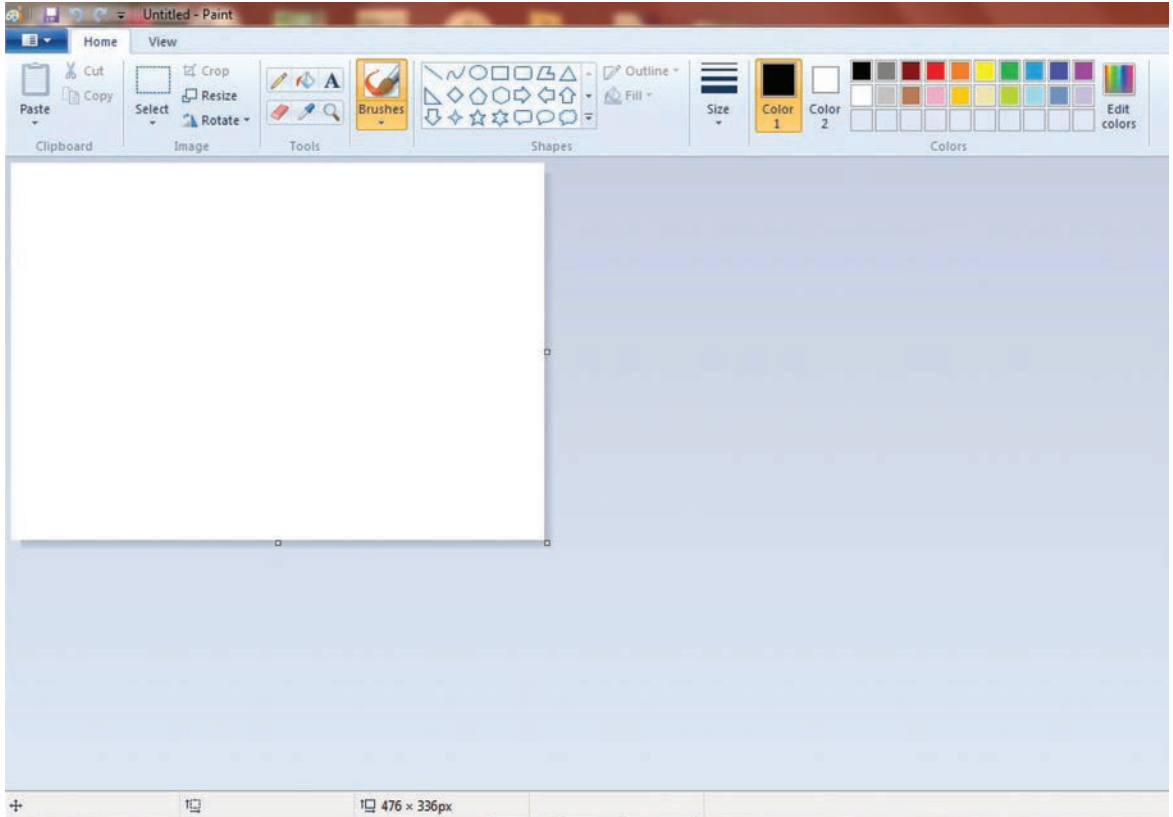 Untitled - Paint
Home View
Cut
Copy
Paste
Clipboard
Select
Crop
Resize
Rotate
Image
A
Tools
Brushes
Outline
Fill
Shapes
Size
Color
1
Color
2
Edit
colors
Colors
476 × 336px